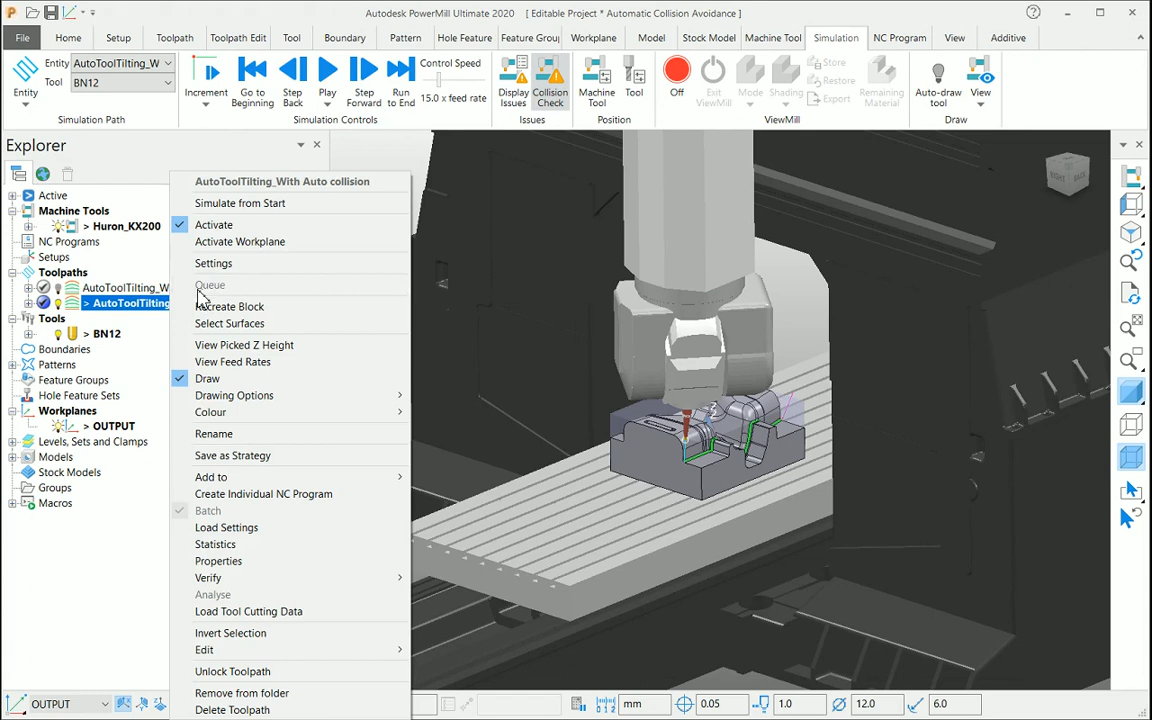 Autodesk PowerMill Ultimate 2020 [ Editable Project * Automatic Collision Avoidance ]
File Home Setup Toolpath Toolpath Edit Tool Boundary Pattern Hole Feature Feature Grou Workplane Model Stock Model Machine Tool Simulation NC Program View Additive
Entity AutoToolTilting_W
Tool BN12
Entity
Simulation Path
Increment
Go to Beginning
Step Back
Play
Step Forward
Run to End
Control Speed
15.0 x feed rate
Simulation Controls
Display Issues
Collision Check
Issues
Machine Tool
Tool
Position
Off
Exit ViewMill
Mode
Shading
Store
Restore
Export
Remaining Material
ViewMill
Auto-draw tool
View
Draw
Explorer
Active
Machine Tools
> Huron_KX200
NC Programs
Setups
Toolpaths
AutoToolTilting_W
> AutoToolTilting
Tools
> BN12
Boundaries
Patterns
Feature Groups
Hole Feature Sets
Workplanes
> OUTPUT
Levels, Sets and Clamps
Models
Stock Models
Groups
Macros
AutoToolTilting_With Auto collision
Simulate from Start
Activate
Activate Workplane
Settings
Queue
Recreate Block
Select Surfaces
View Picked Z Height
View Feed Rates
Draw
Drawing Options
Colour
Rename
Save as Strategy
Add to
Create Individual NC Program
Batch
Load Settings
Statistics
Properties
Verify
Analyse
Load Tool Cutting Data
Invert Selection
Edit
Unlock Toolpath
Remove from folder
Delete Toolpath
RIGHT
OUTPUT
mm 0.05 1.0 12.0 6.0